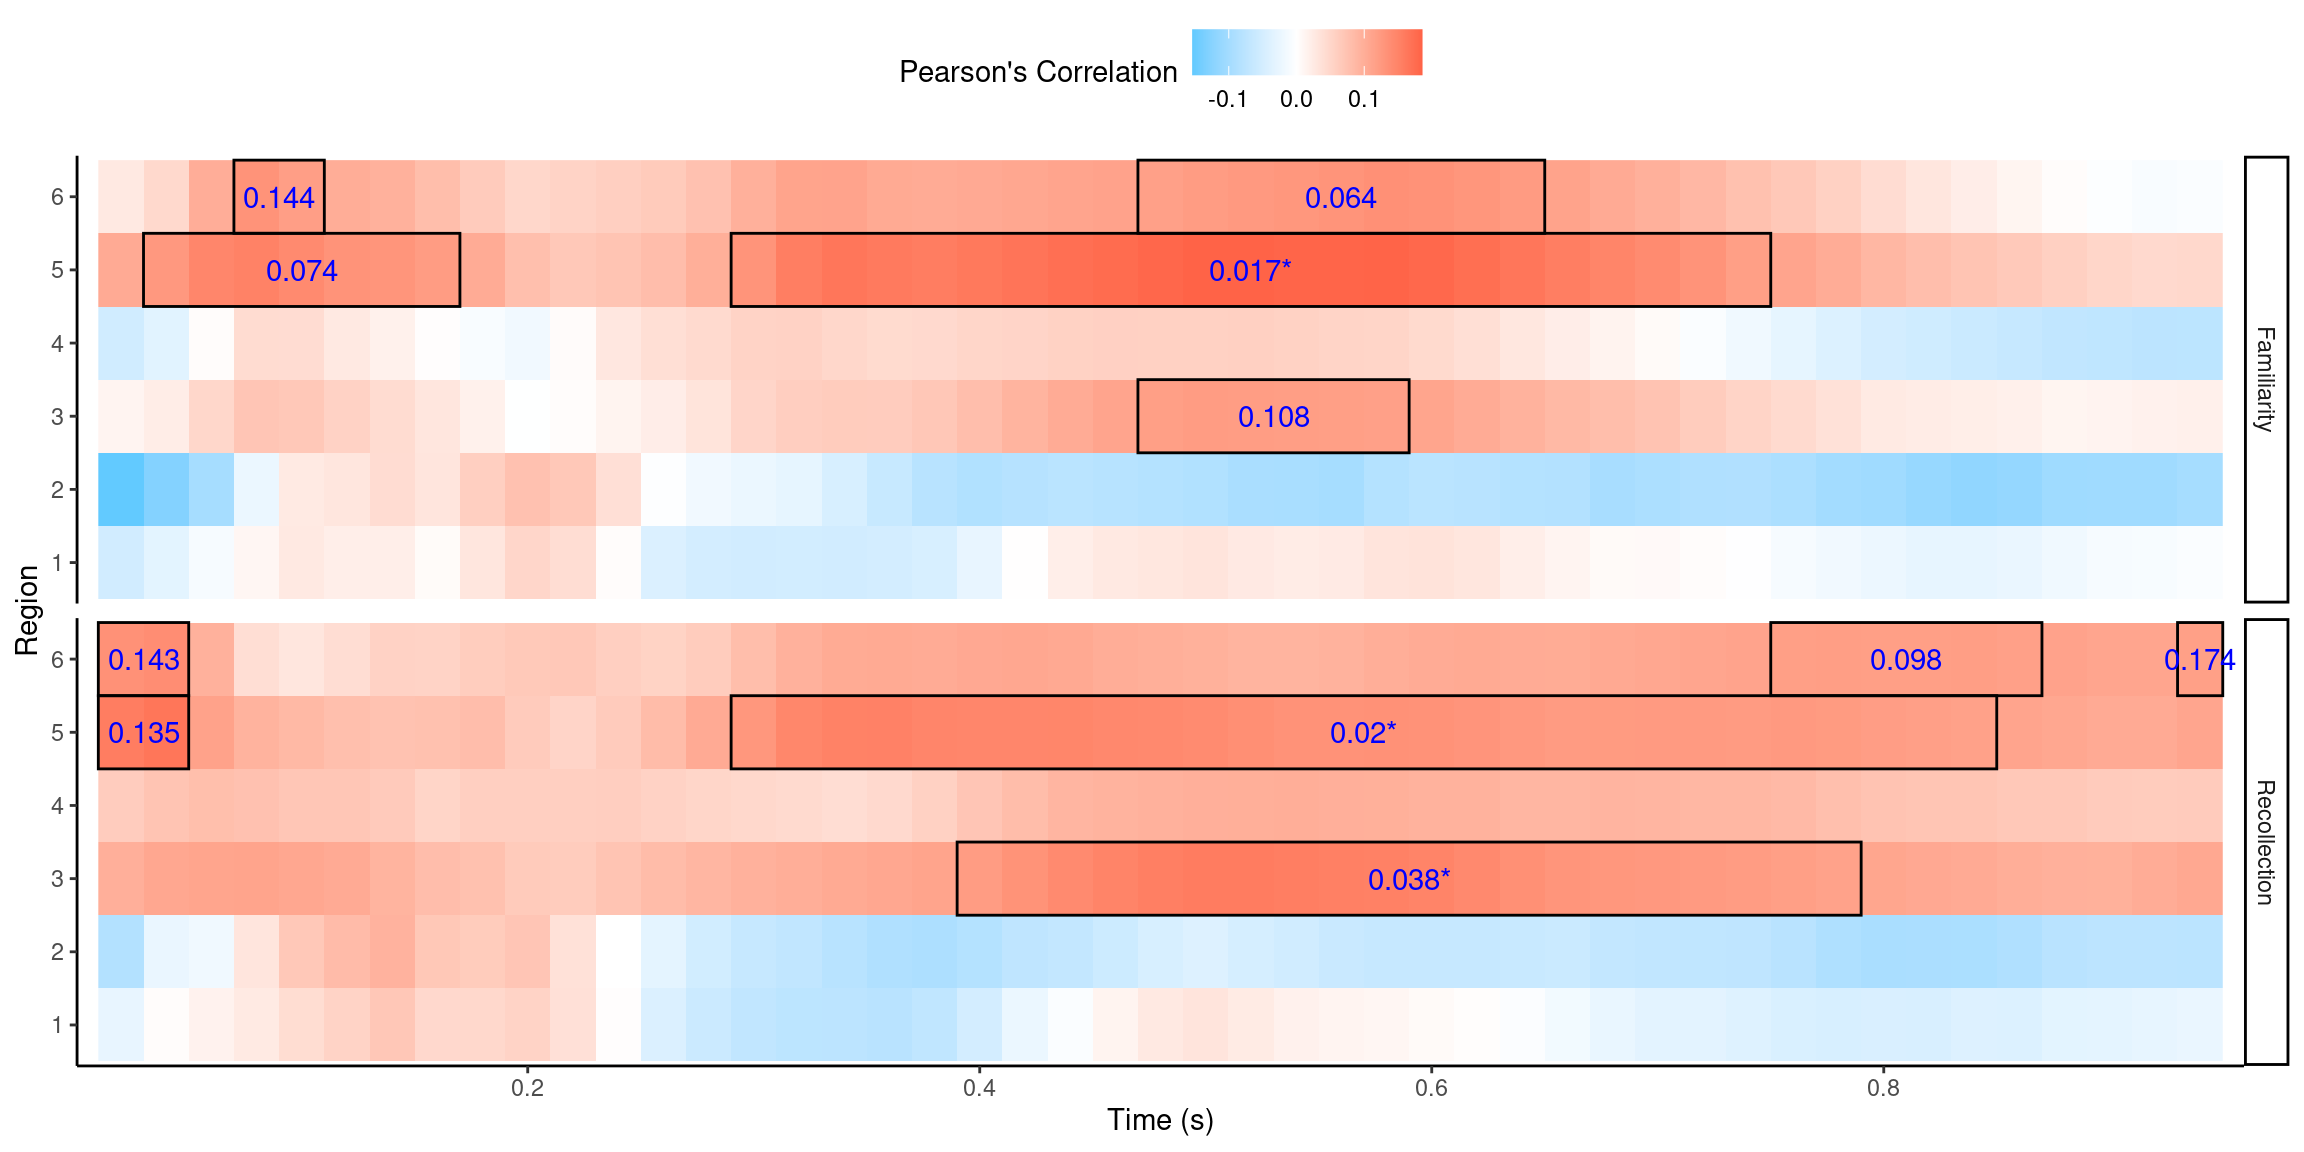 Pearson's Correlation
-0.1 0.0 0.1
Region
Familiarity
6 0.144 0.064
5 0.074 0.017*
4
3 0.108
2
1
Recollection
6 0.143 0.098 0.174
5 0.135 0.02*
4
3 0.038*
2
1
0.2 0.4 0.6 0.8
Time (s)